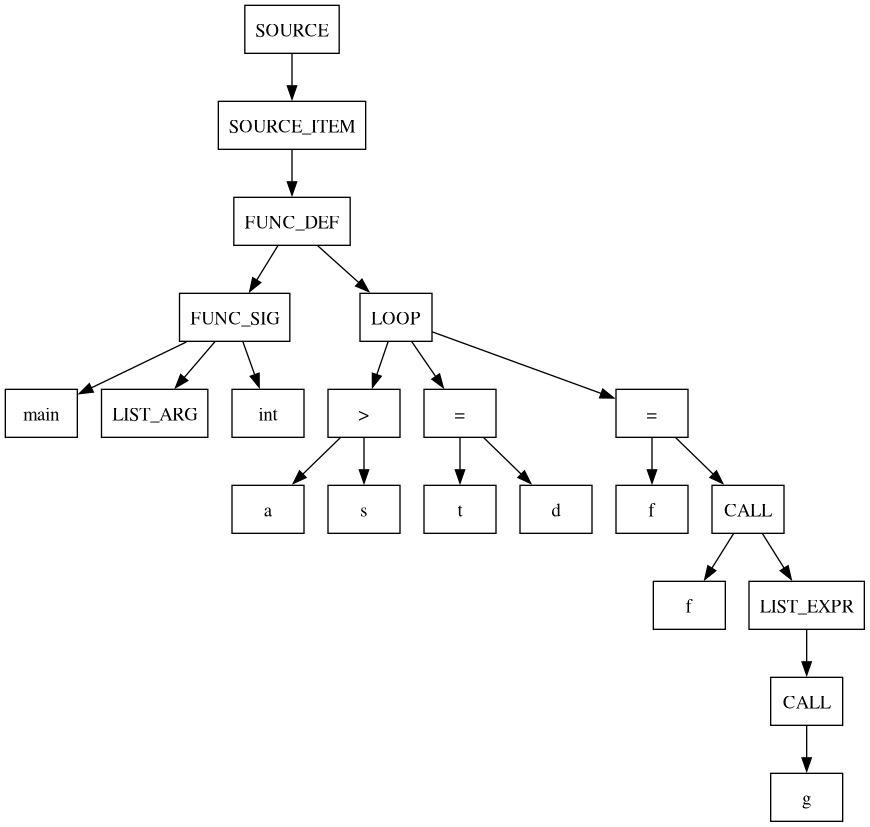 SOURCE
SOURCE_ITEM
FUNC_DEF
FUNC_SIG
LOOP
main
LIST_ARG
int
>
=
=
a
s
t
d
f
CALL
f
LIST_EXPR
CALL
g